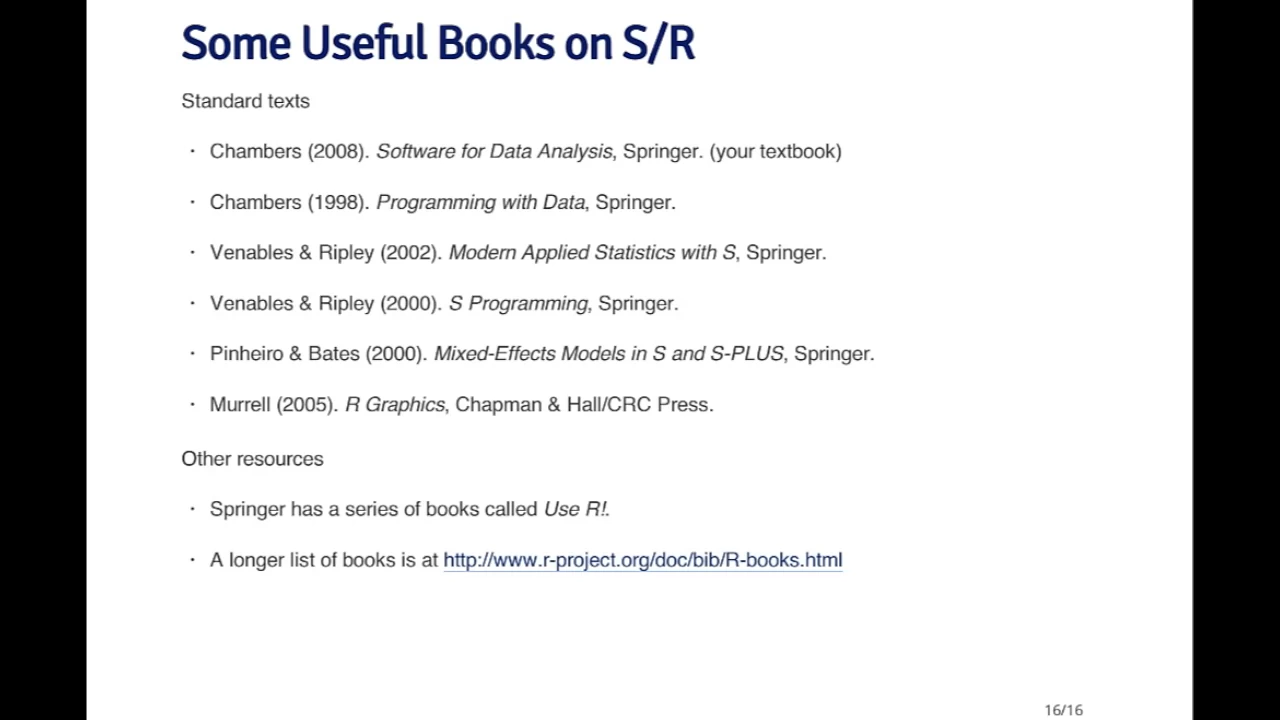 Some Useful Books on S/R
Standard texts
· Chambers (2008). Software for Data Analysis, Springer. (your textbook)
· Chambers (1998). Programming with Data, Springer.
· Venables & Ripley (2002). Modern Applied Statistics with S, Springer.
· Venables & Ripley (2000). S Programming, Springer.
· Pinheiro & Bates (2000). Mixed-Effects Models in S and S-PLUS, Springer.
· Murrell (2005). R Graphics, Chapman & Hall/CRC Press.
Other resources
· Springer has a series of books called Use R!.
· A longer list of books is at http://www.r-project.org/doc/bib/R-books.html
16/16